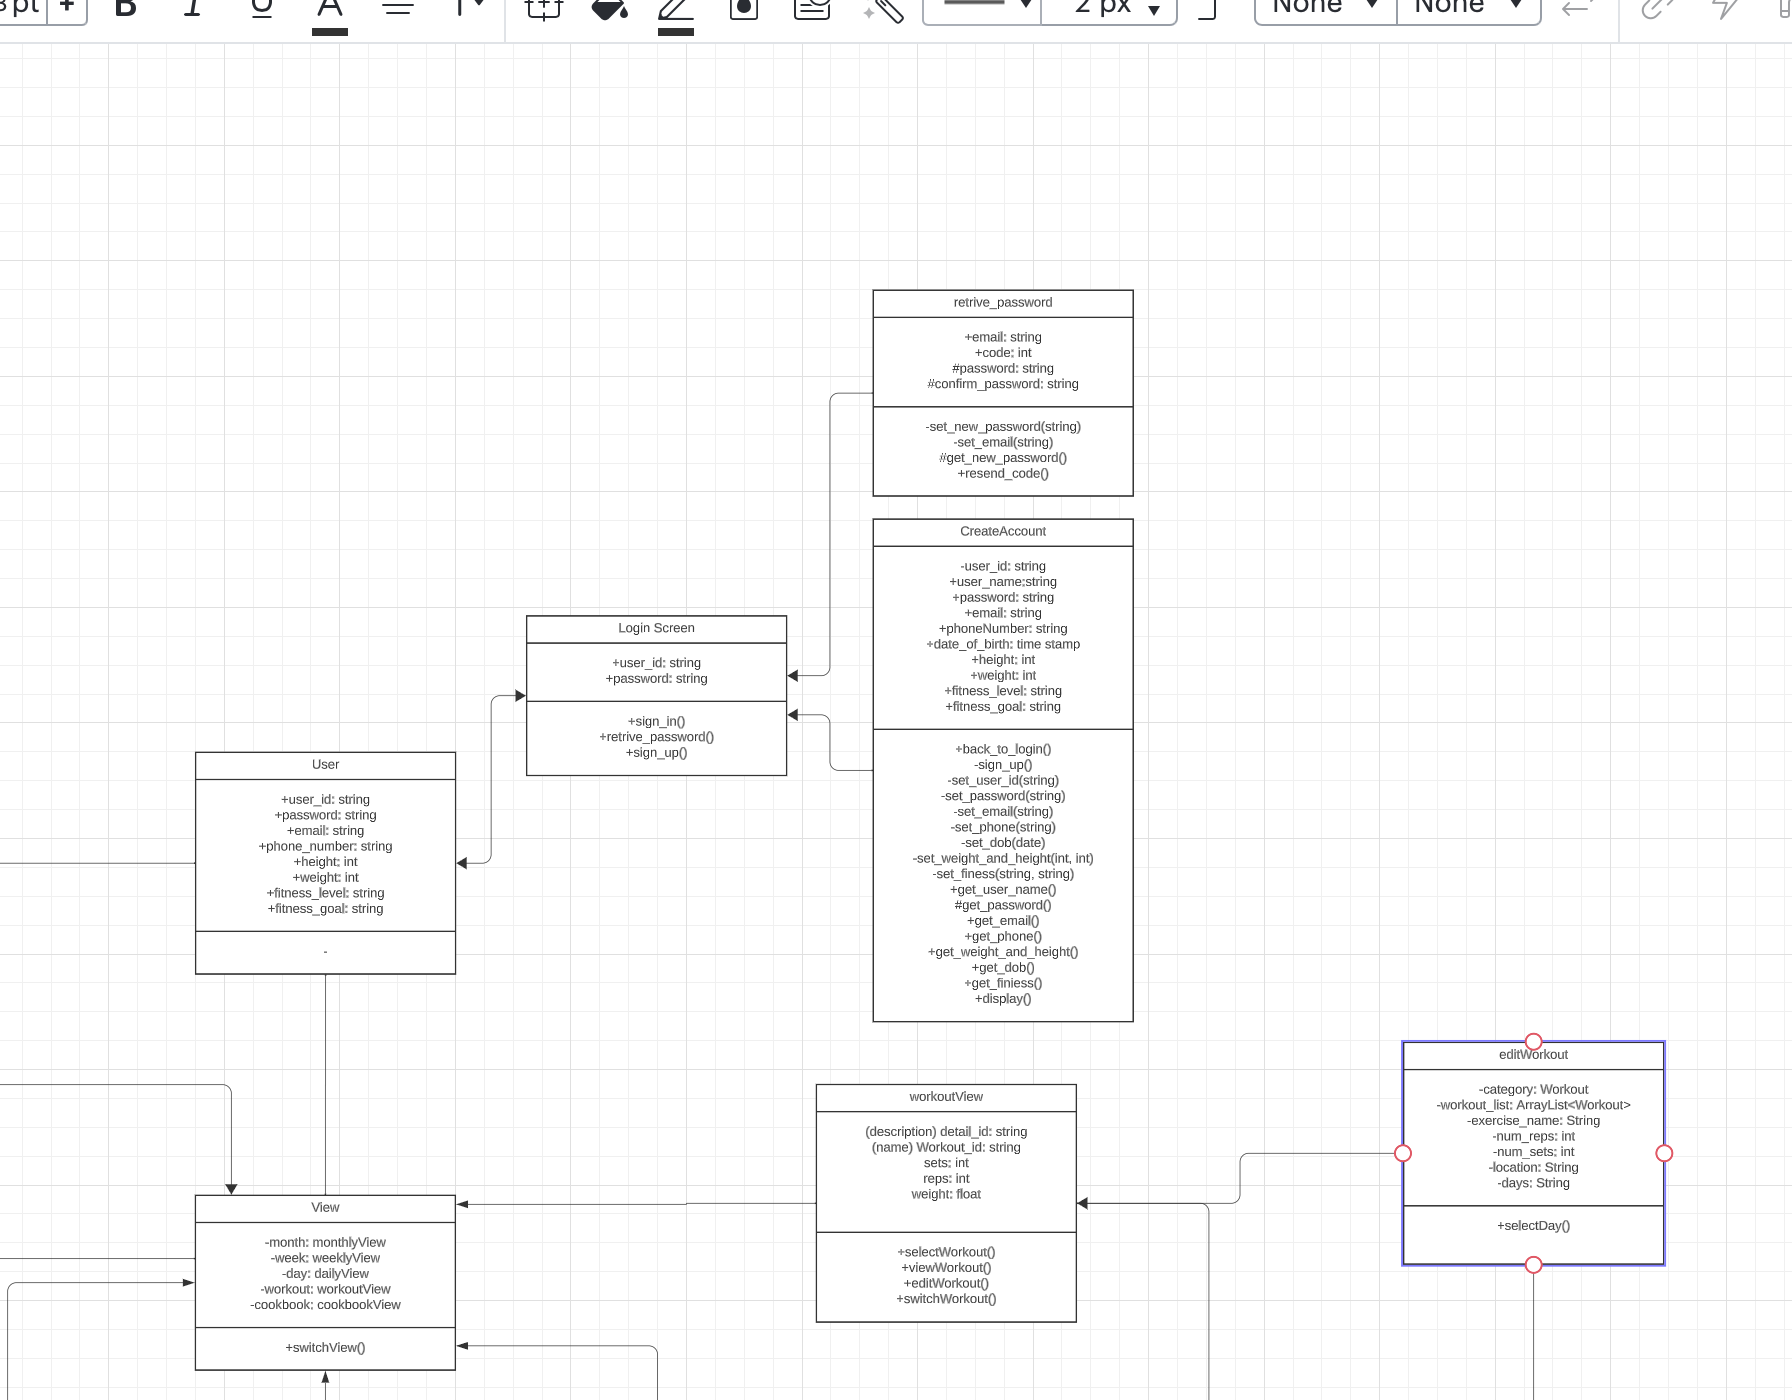 3 pt + B I U A T 2 px None None
retrive_password
+email: string
+code: int
#password: string
#confirm_password: string
-set_new_password(string)
-set_email(string)
#get_new_password()
+resend_code()
CreateAccount
-user_id: string
+user_name:string
+password: string
+email: string
+phoneNumber: string
+date_of_birth: time stamp
+height: int
+weight: int
+fitness_level: string
+fitness_goal: string
+back_to_login()
-sign_up()
-set_user_id(string)
-set_password(string)
-set_email(string)
-set_phone(string)
-set_dob(date)
-set_weight_and_height(int, int)
-set_finess(string, string)
+get_user_name()
#get_password()
+get_email()
+get_phone()
+get_weight_and_height()
+get_dob()
+get_finiess()
+display()
Login Screen
+user_id: string
+password: string
+sign_in()
+retrive_password()
+sign_up()
User
+user_id: string
+password: string
+email: string
+phone_number: string
+height: int
+weight: int
+fitness_level: string
+fitness_goal: string
-
editWorkout
-category: Workout
-workout_list: ArrayList<Workout>
-exercise_name: String
-num_reps: int
-num_sets: int
-location: String
-days: String
+selectDay()
workoutView
(description) detail_id: string
(name) Workout_id: string
sets: int
reps: int
weight: float
+selectWorkout()
+viewWorkout()
+editWorkout()
+switchWorkout()
View
-month: monthlyView
-week: weeklyView
-day: dailyView
-workout: workoutView
-cookbook: cookbookView
+switchView()